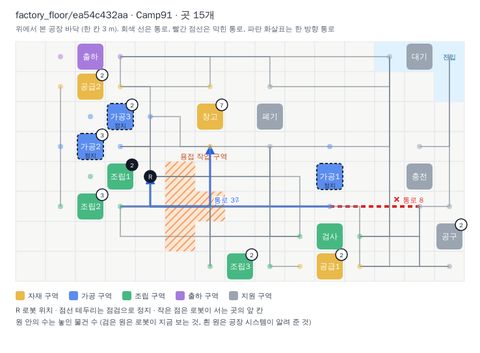 factory_floor/ea54c432aa · Camp91 · 곳 15개
위에서 본 공장 바닥 (한 칸 3 m). 회색 선은 통로, 빨간 점선은 막힌 통로, 파란 화살표는 한 방향 통로
출하
대기
진입
공급2
2
가공3
2
정지
창고
7
폐기
가공2
3
정지
용접 작업 구역
조립1
2
R
가공1
정지
충전
조립2
3
통로 8
공구
2
검사
조립3
2
공급1
2
자재 구역
가공 구역
조립 구역
출하 구역
지원 구역
R 로봇 위치 · 점선 테두리는 점검으로 정지 · 작은 점은 로봇이 서는 곳의 앞 칸
원 안의 수는 놓인 물건 수 (검은 원은 로봇이 지금 보는 것, 흰 원은 공장 시스템이 알려 준 것)